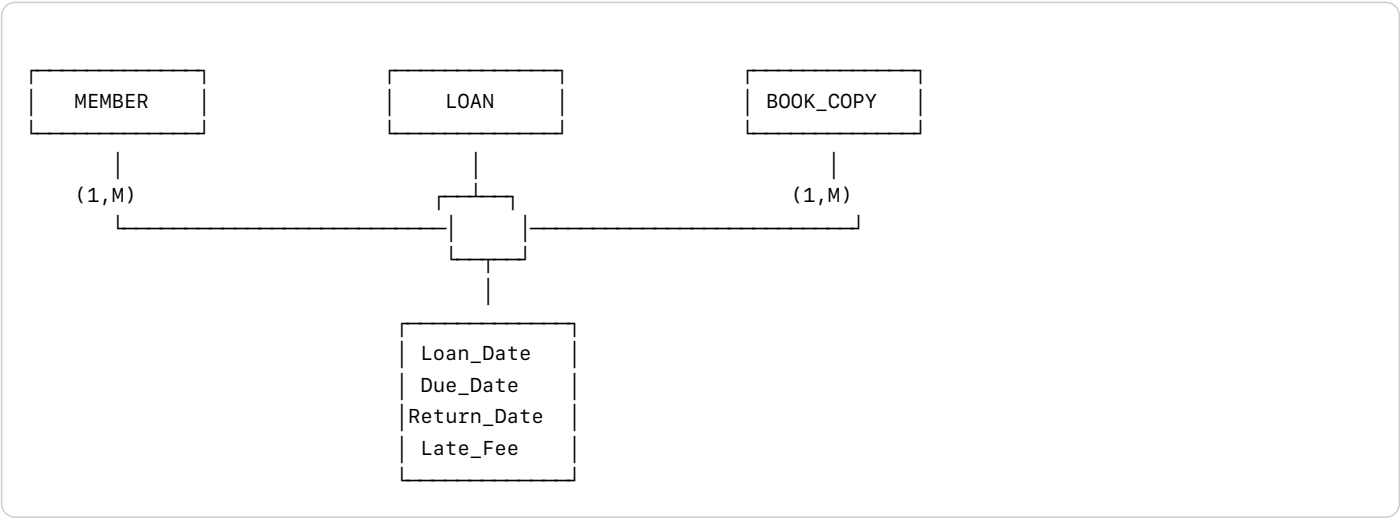 MEMBER LOAN BOOK_COPY
(1,M) (1,M)
Loan_Date
Due_Date
Return_Date
Late_Fee